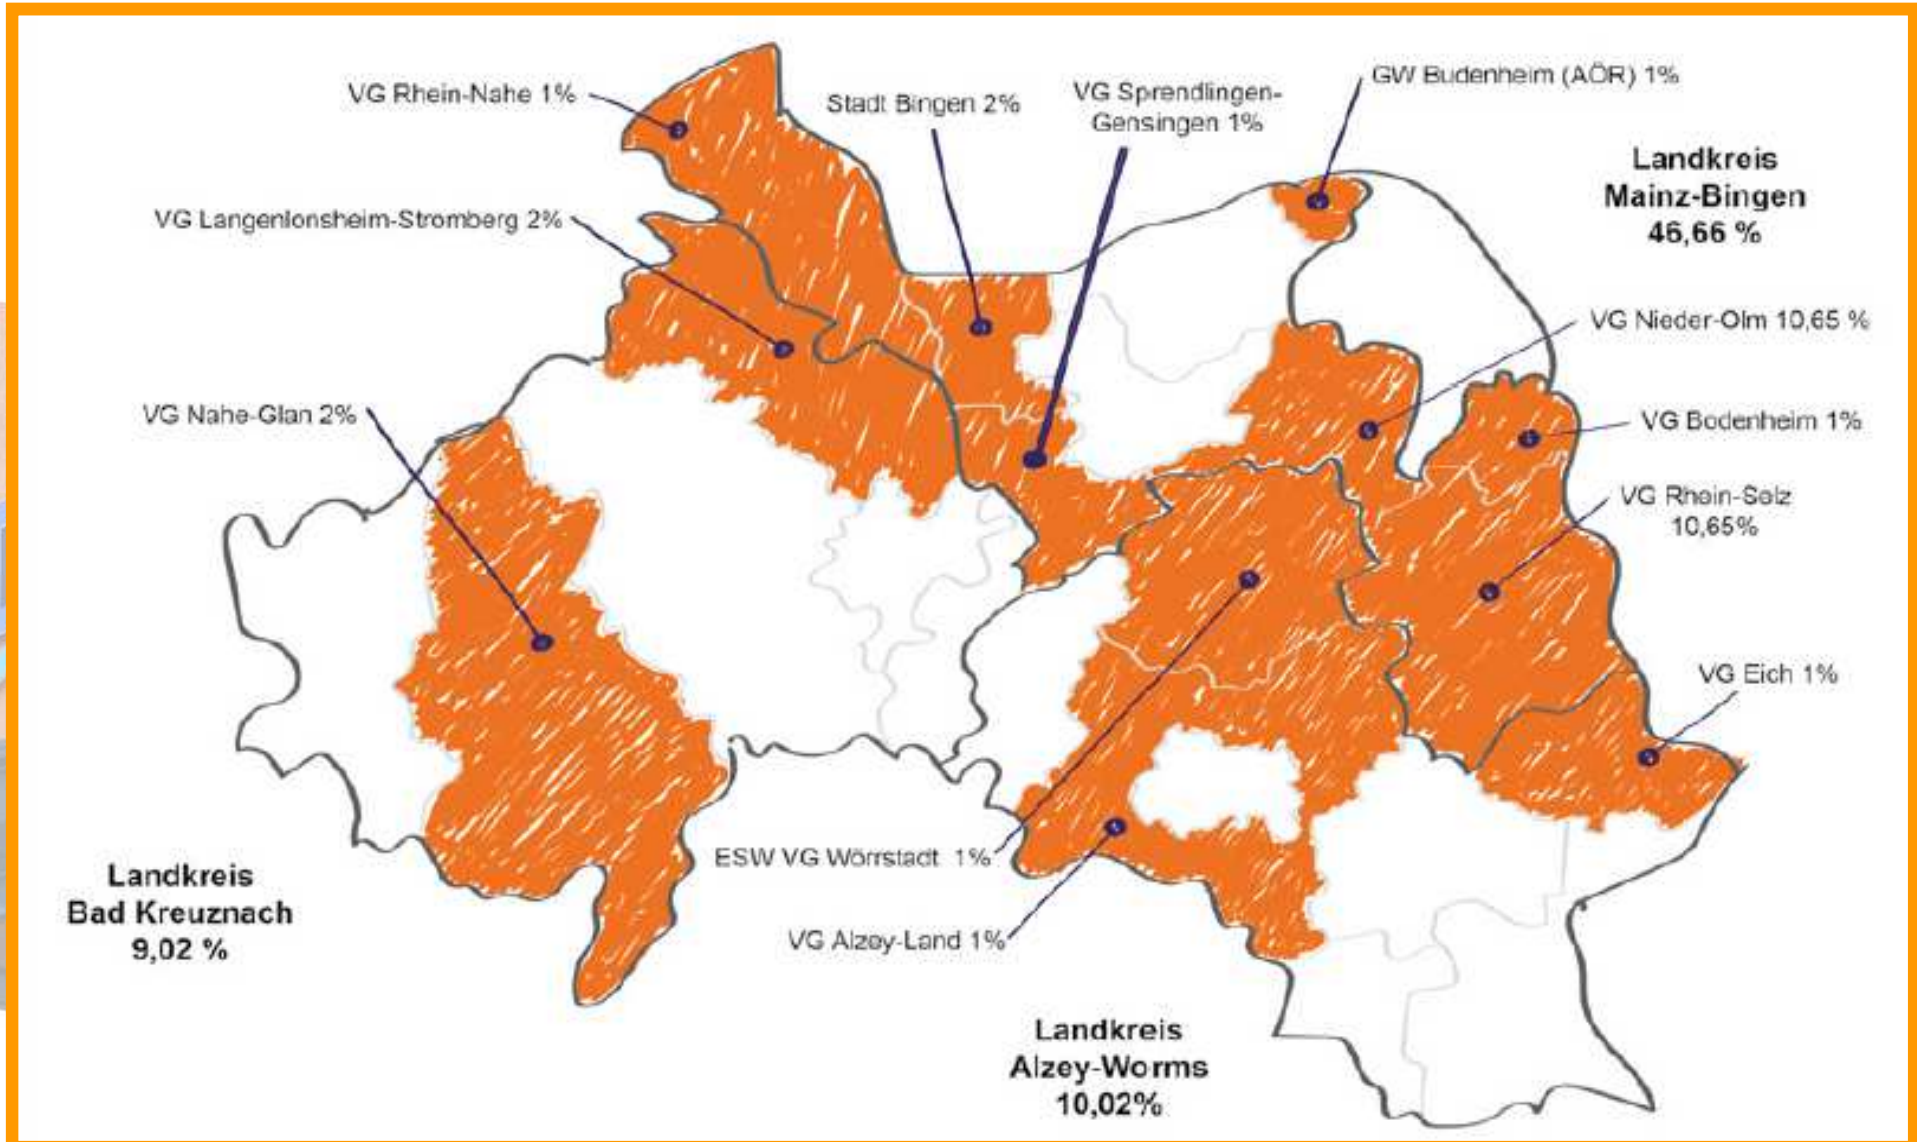 VG Rhein-Nahe 1%
Stadt Bingen 2%
VG Sprendlingen-
Gensingen 1%
GW Budenheim (AÖR) 1%
Landkreis
Mainz-Bingen
46,66 %
VG Langenlonsheim-Stromberg 2%
VG Nieder-Olm 10,65 %
VG Nahe-Glan 2%
VG Bodenheim 1%
VG Rhein-Selz
10,65%
VG Eich 1%
ESW VG Wörrstadt 1%
Landkreis
Bad Kreuznach
9,02 %
VG Alzey-Land 1%
Landkreis
Alzey-Worms
10,02%